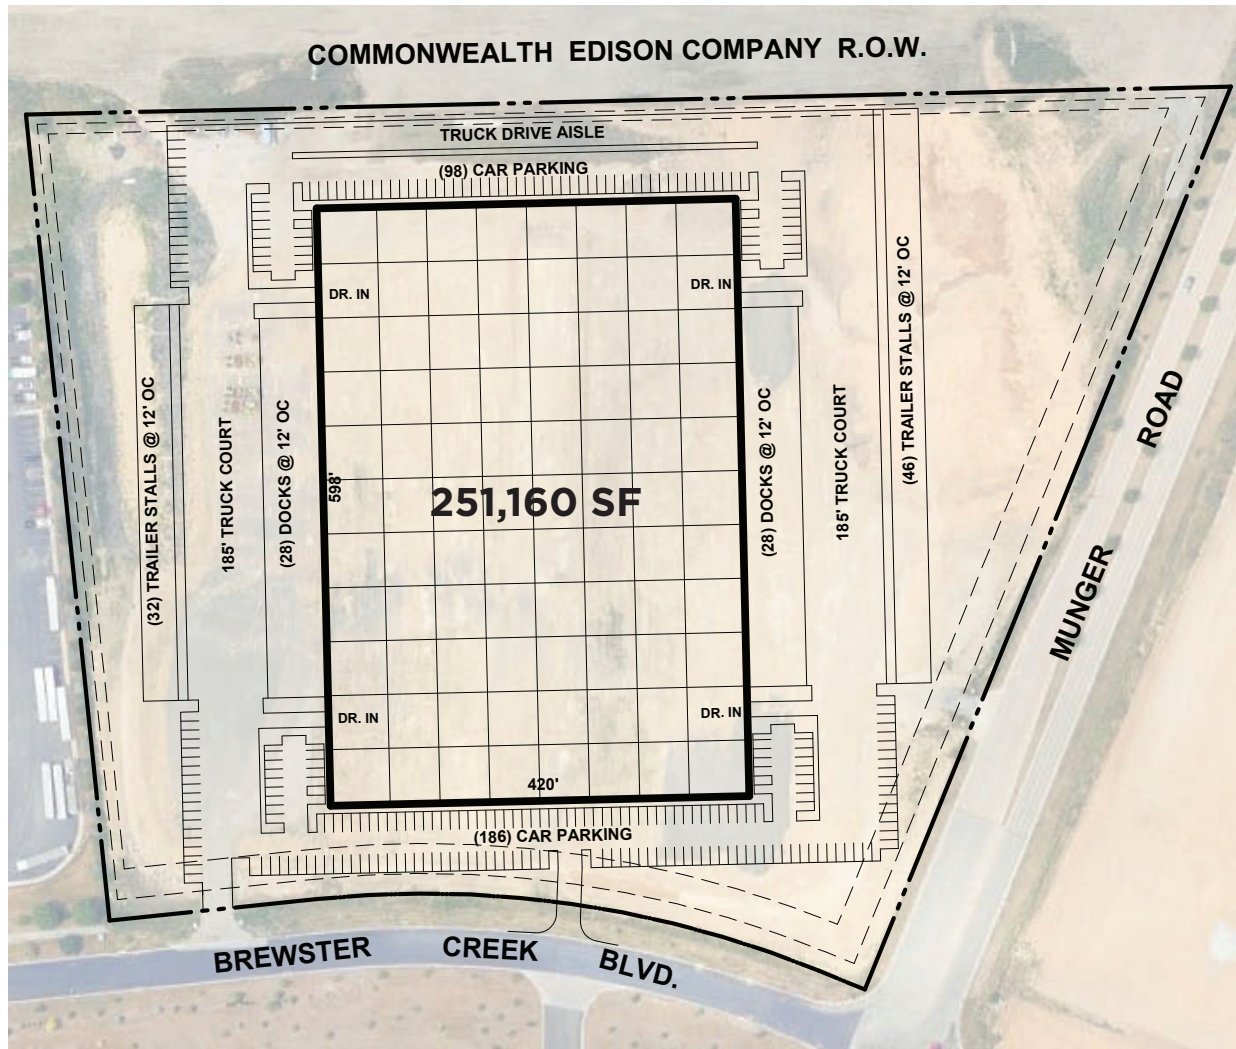 COMMONWEALTH EDISON COMPANY R.O.W.
TRUCK DRIVE AISLE
(98) CAR PARKING
DR. IN
DR. IN
(32) TRAILER STALLS @ 12' OC
185' TRUCK COURT
(28) DOCKS @ 12' OC
598'
251,160 SF
(28) DOCKS @ 12' OC
185' TRUCK COURT
(46) TRAILER STALLS @ 12' OC
MUNGER ROAD
DR. IN
DR. IN
420'
(186) CAR PARKING
BREWSTER CREEK BLVD.